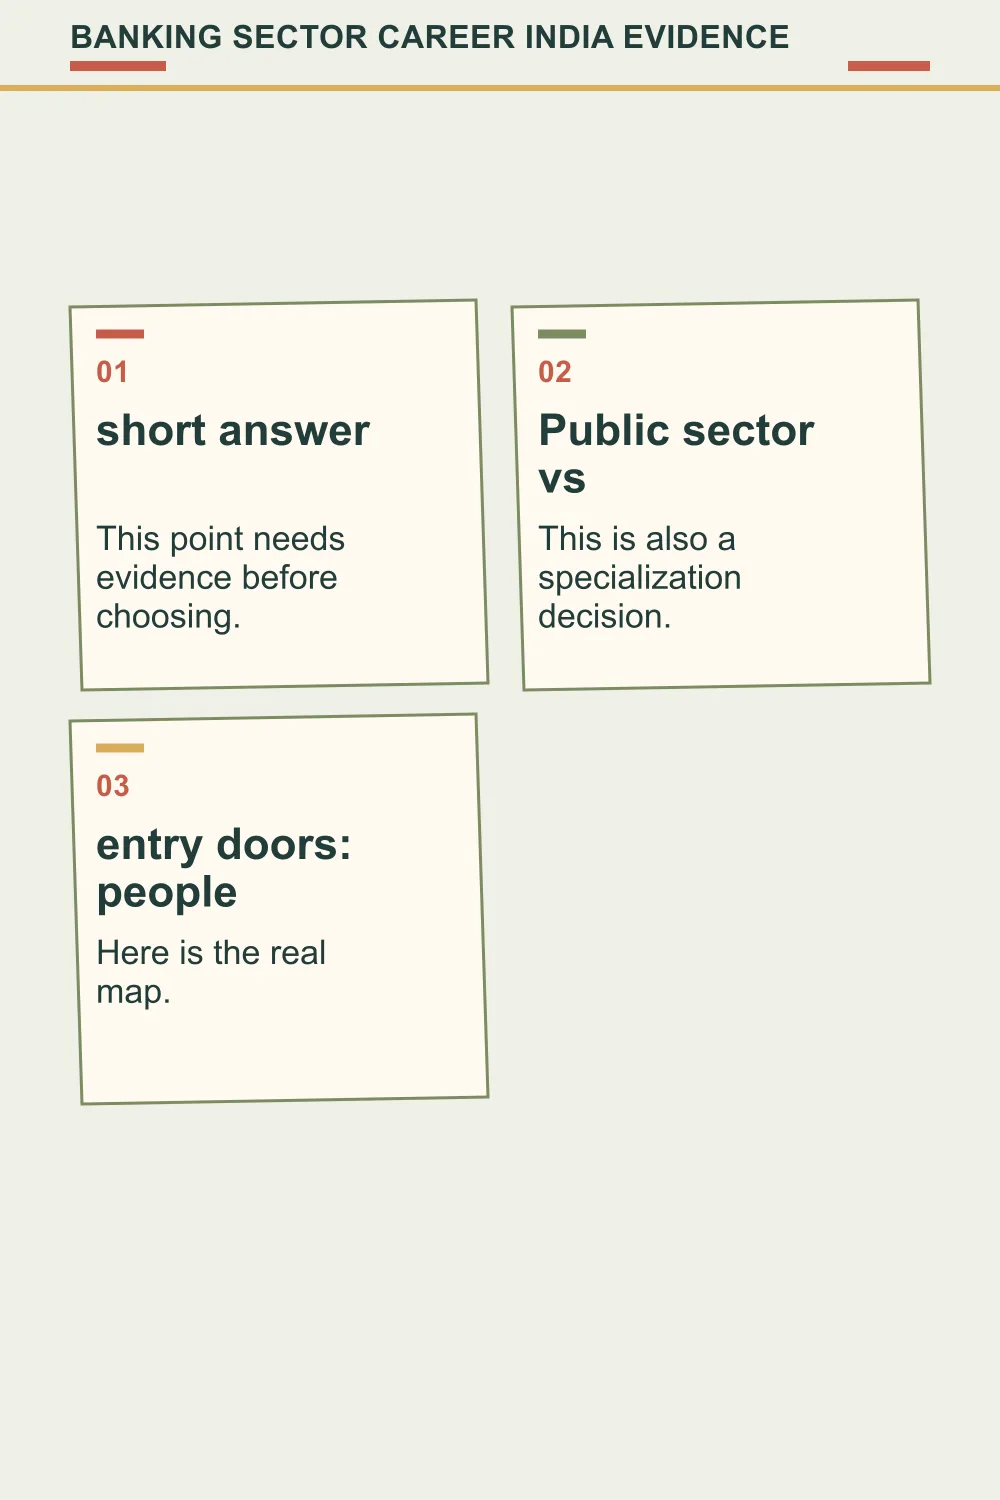 BANKING SECTOR CAREER INDIA EVIDENCE
01
short answer
This point needs
evidence before
choosing.
02
Public sector
vs
This is also a
specialization
decision.
03
entry doors:
people
Here is the real
map.